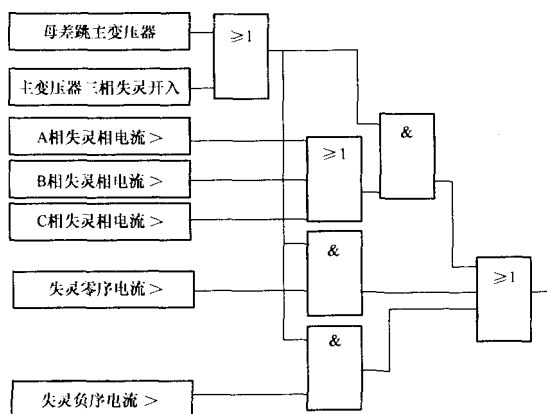 母差跳主变压器
≥1
主变压器三相失灵开入
A相失灵相电流>
&
B相失灵相电流>
≥1
C相失灵相电流>
&
失灵零序电流>
≥1
&
失灵负序电流>